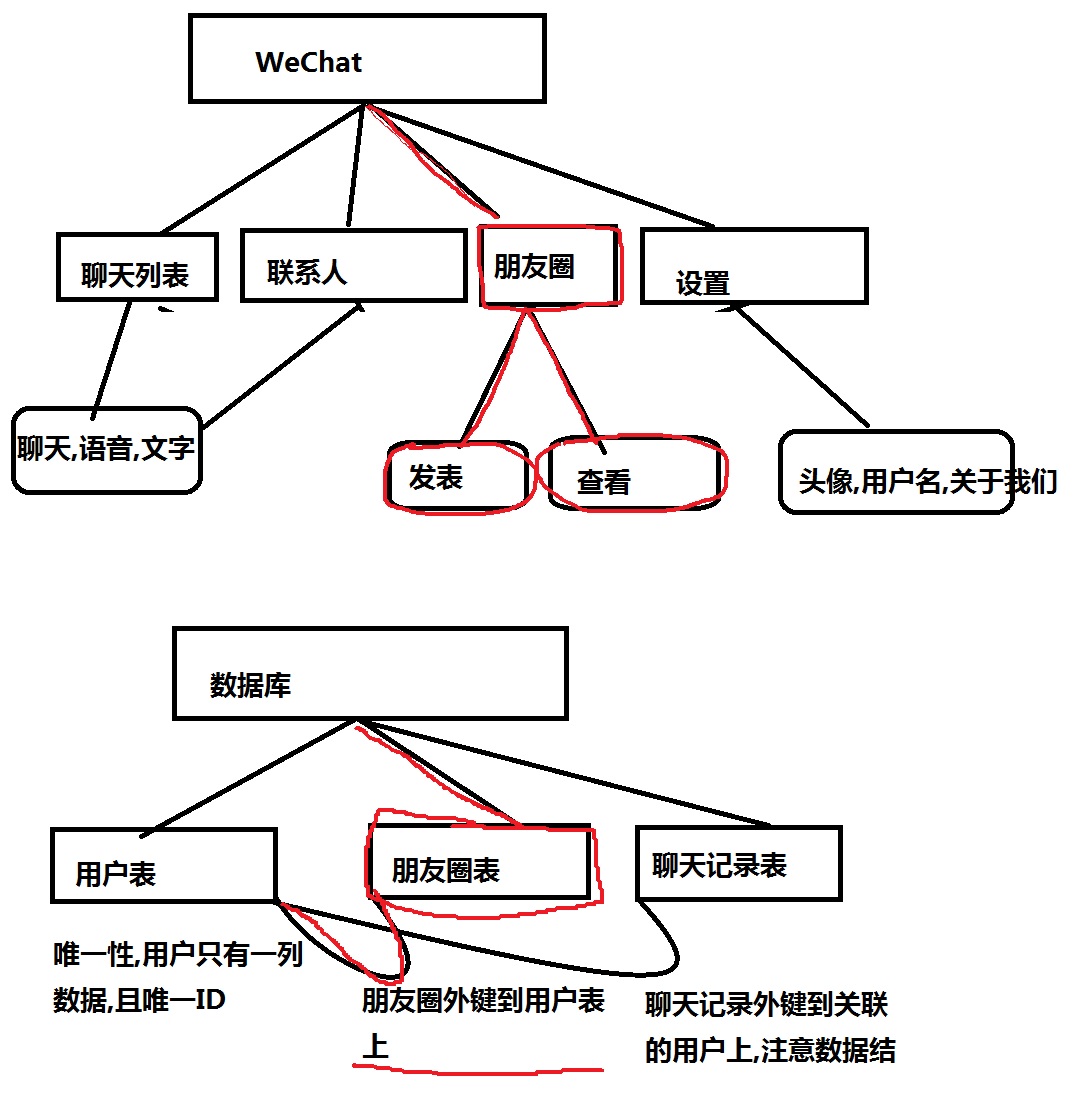 WeChat
聊天列表
联系人
朋友圈
设置
聊天,语音,文字
发表
查看
头像,用户名,关于我们
数据库
用户表
朋友圈表
聊天记录表
唯一性,用户只有一列
数据,且唯一ID
朋友圈外键到用户表
上
聊天记录外键到关联
的用户上,注意数据结